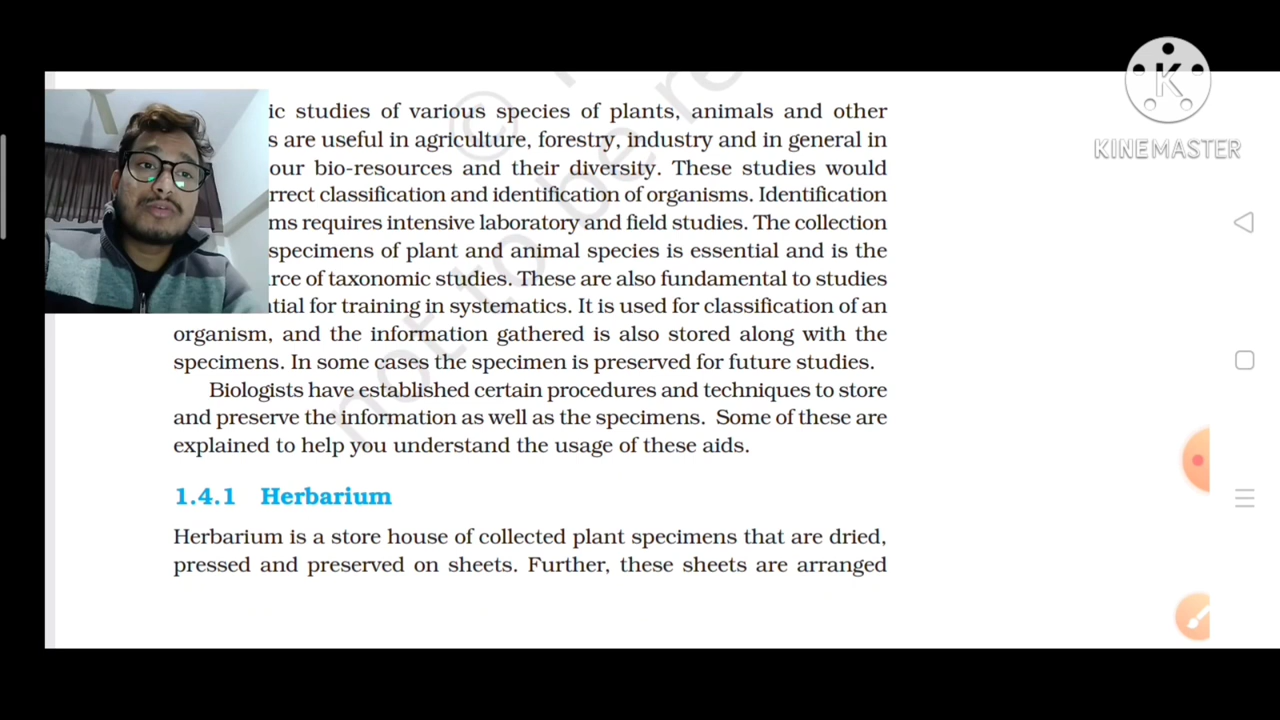 ic studies of various species of plants, animals and other
s are useful in agriculture, forestry, industry and in general in
our bio-resources and their diversity. These studies would
rrect classification and identification of organisms. Identification
ms requires intensive laboratory and field studies. The collection
specimens of plant and animal species is essential and is the
rce of taxonomic studies. These are also fundamental to studies
tial for training in systematics. It is used for classification of an
organism, and the information gathered is also stored along with the
specimens. In some cases the specimen is preserved for future studies.
Biologists have established certain procedures and techniques to store
and preserve the information as well as the specimens. Some of these are
explained to help you understand the usage of these aids.
1.4.1 Herbarium
Herbarium is a store house of collected plant specimens that are dried,
pressed and preserved on sheets. Further, these sheets are arranged
©
not to be re
K
KINEMASTER